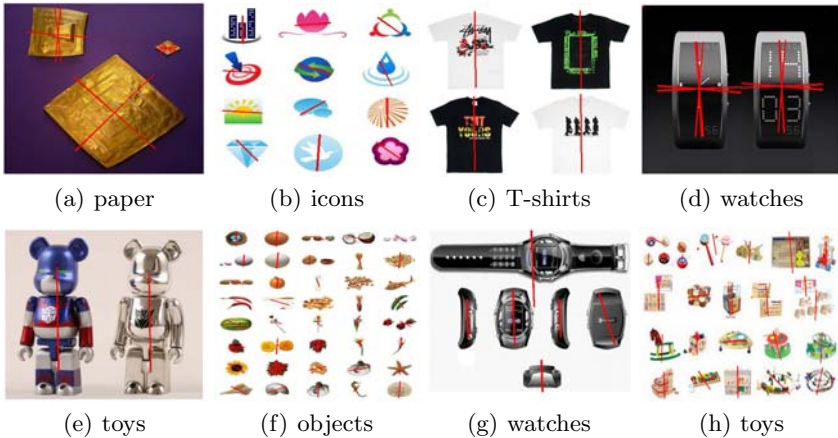 (a) paper
(b) icons
(c) T-shirts
(d) watches
(e) toys
(f) objects
(g) watches
(h) toys